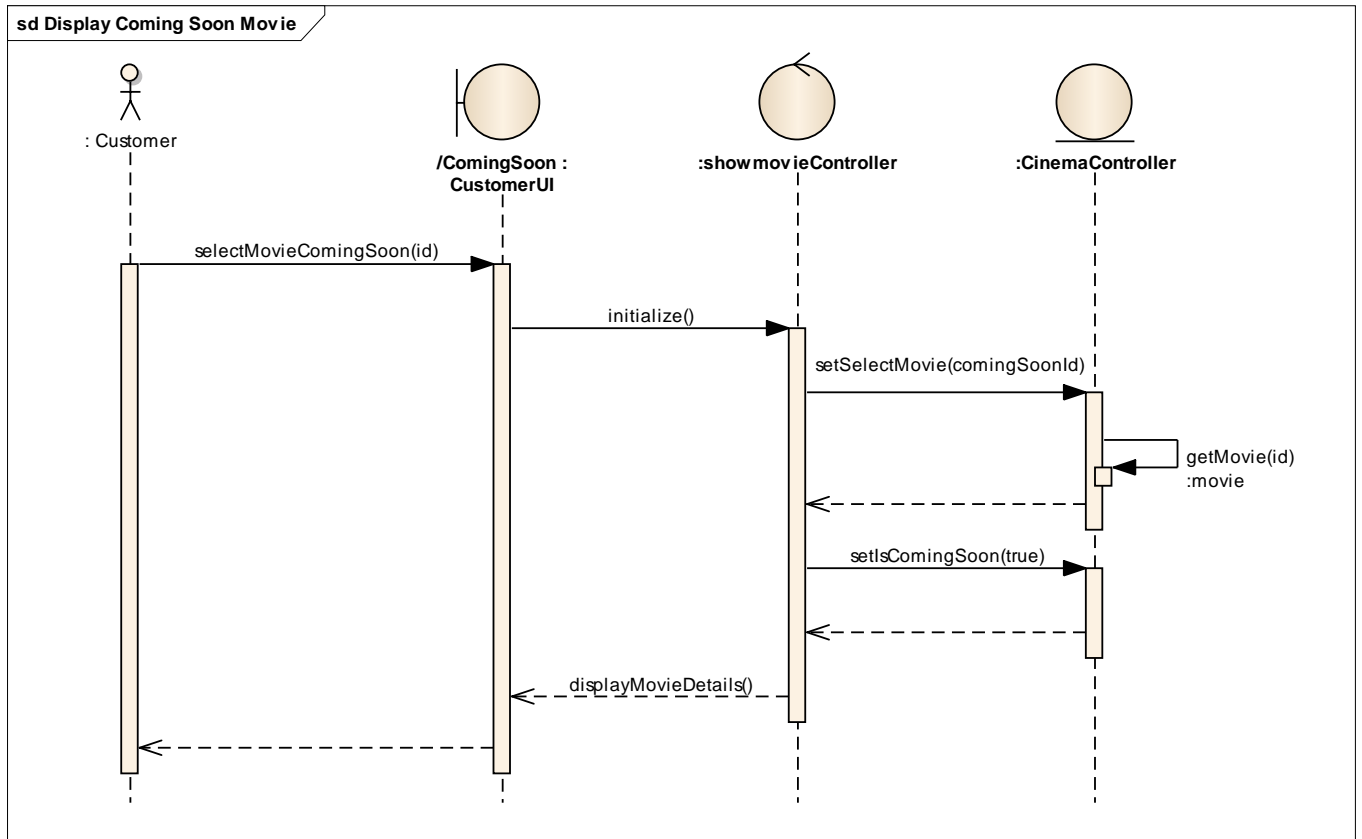 sd Display Coming Soon Movie
: Customer
/ComingSoon :
CustomerUI
:showmovieController
:CinemaController
selectMovieComingSoon(id)
initialize()
setSelectMovie(comingSoonId)
getMovie(id)
:movie
setIsComingSoon(true)
displayMovieDetails()